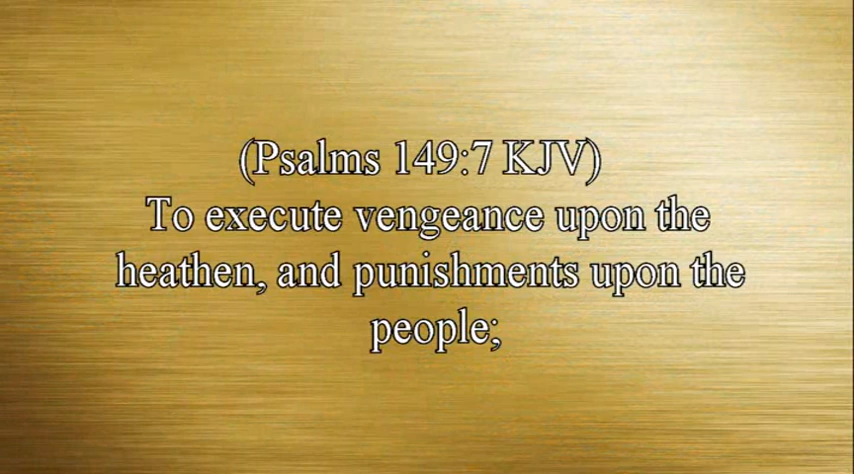 (Psalms 149:7 KJV)
To execute vengeance upon the
heathen, and punishments upon the
people;